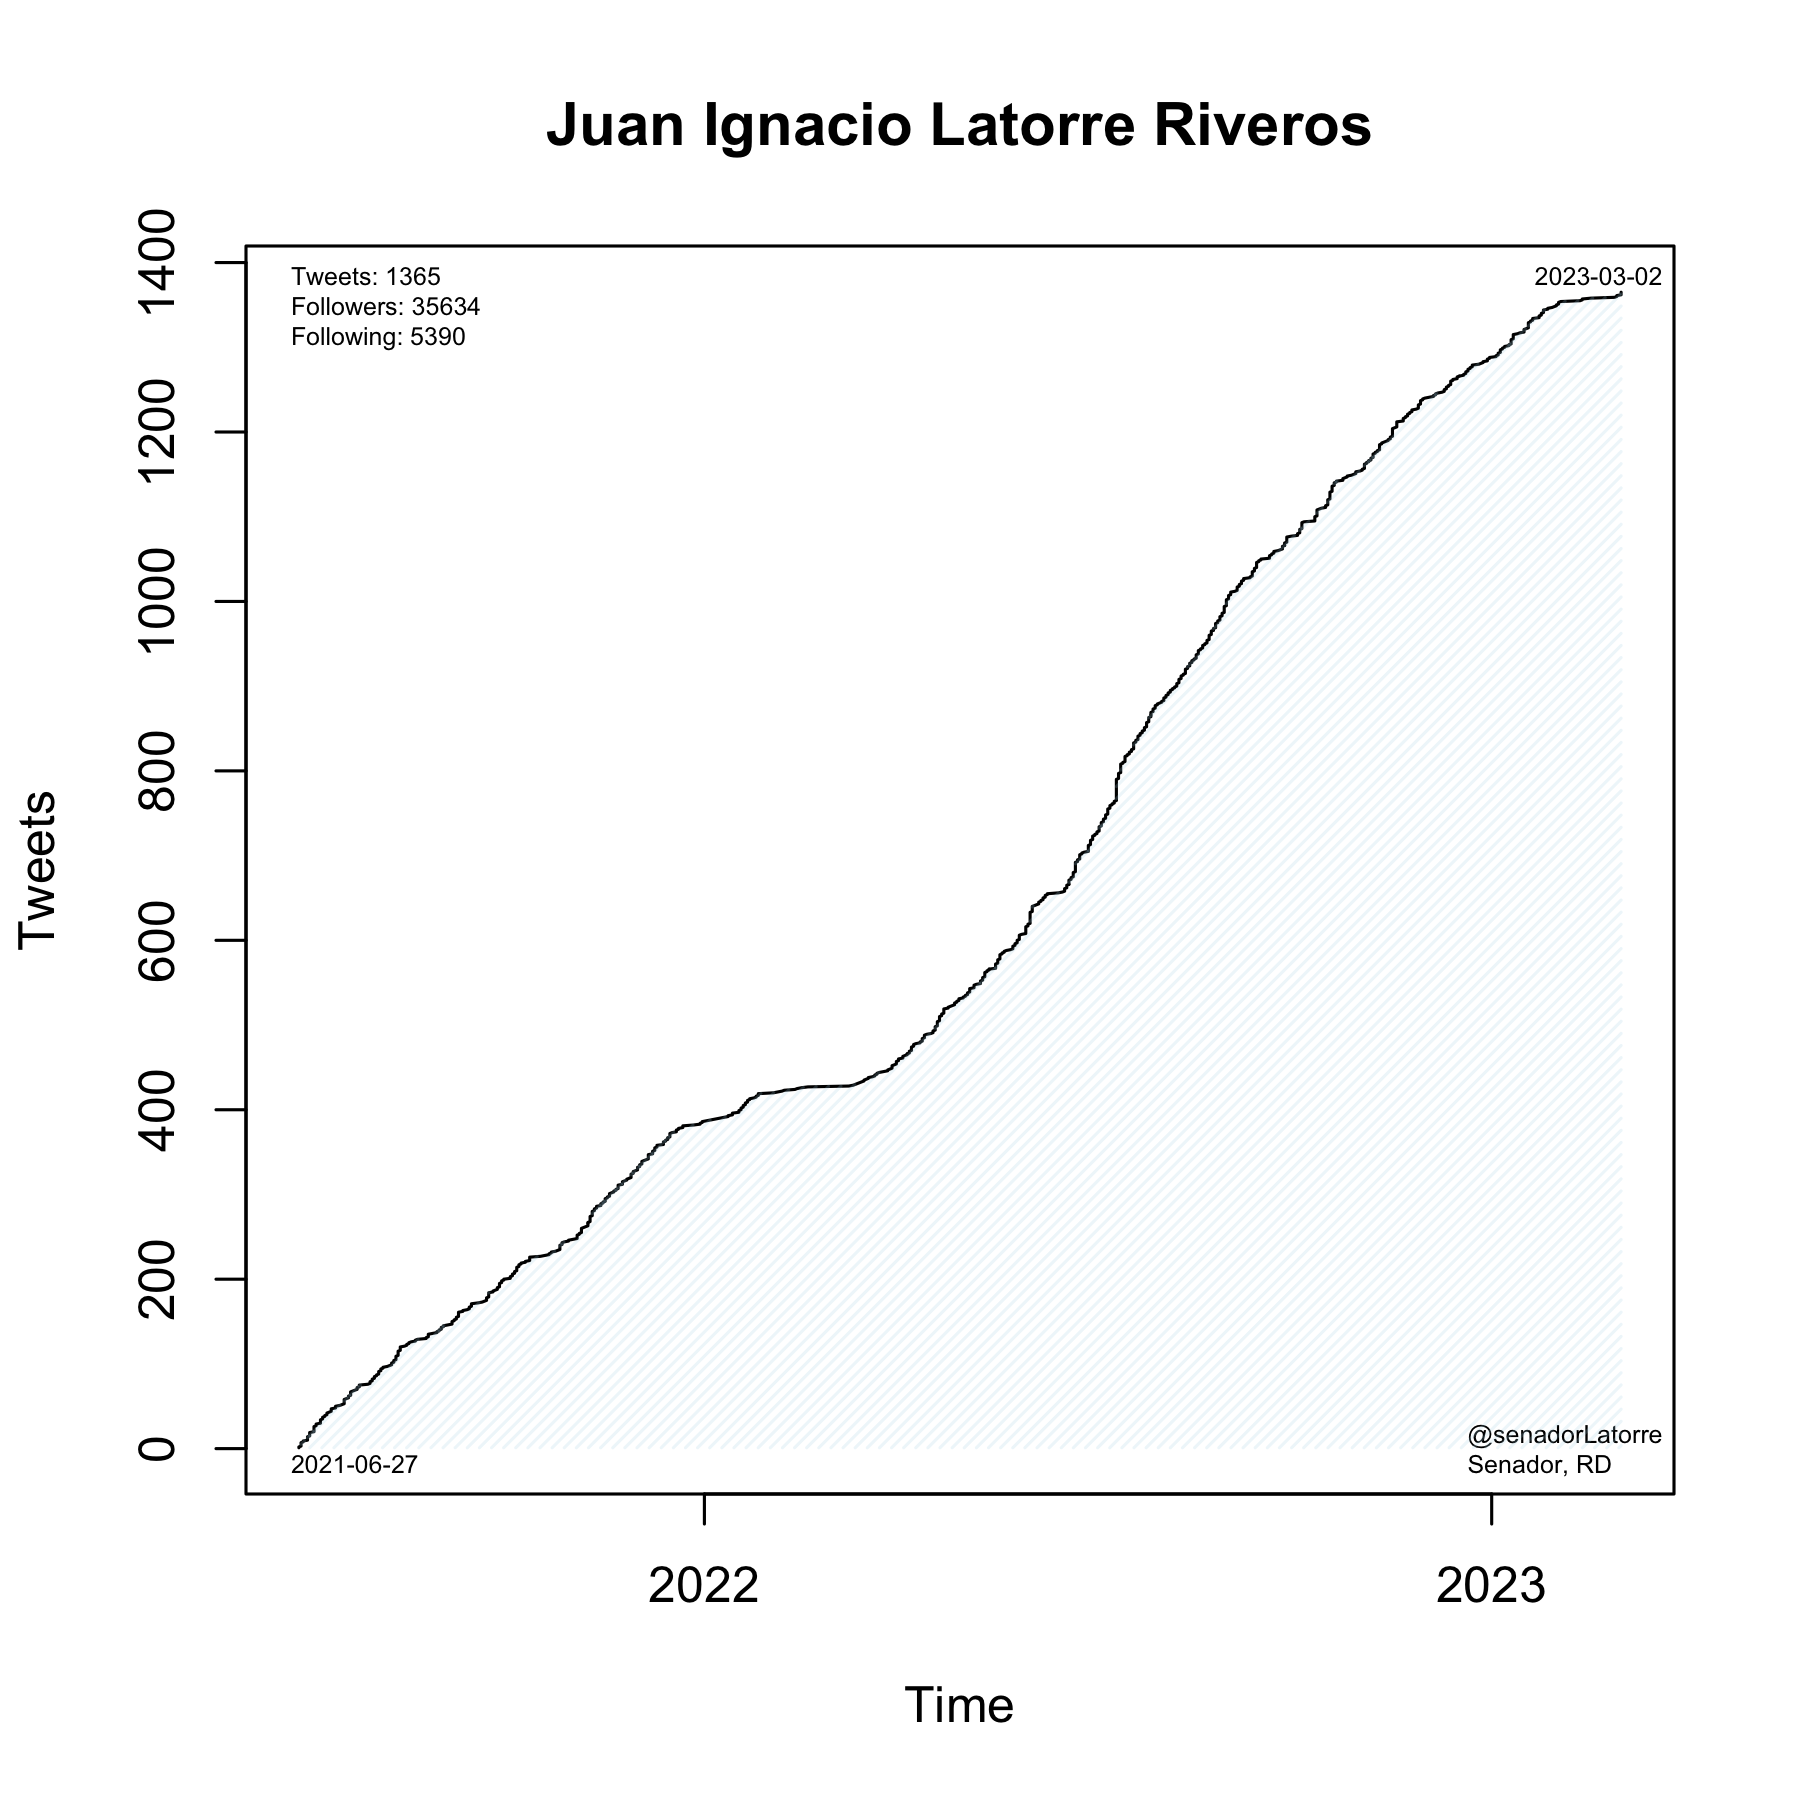 Juan Ignacio Latorre Riveros
Tweets: 1365
Followers: 35634
Following: 5390
2023-03-02
Tweets
1400
1200
1000
800
600
400
200
0
2021-06-27
@senadorLatorre
Senador, RD
2022
2023
Time